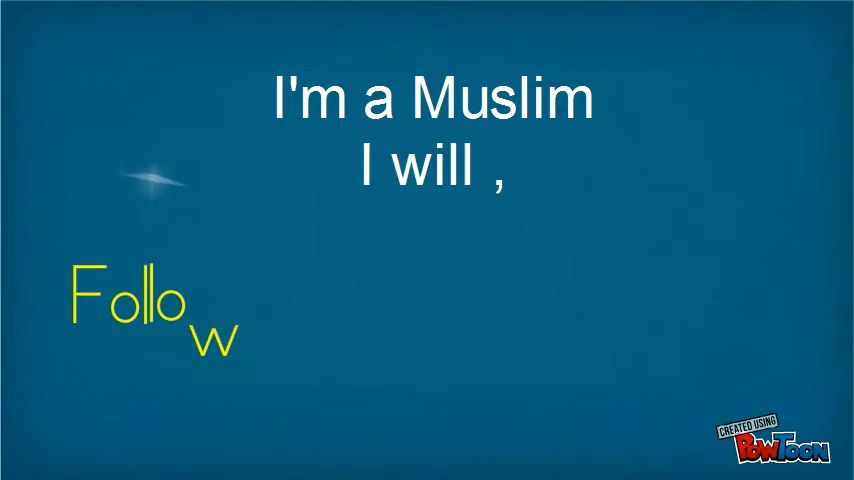 I'm a Muslim
I will ,
Follow
CREATED USING
POWTOON